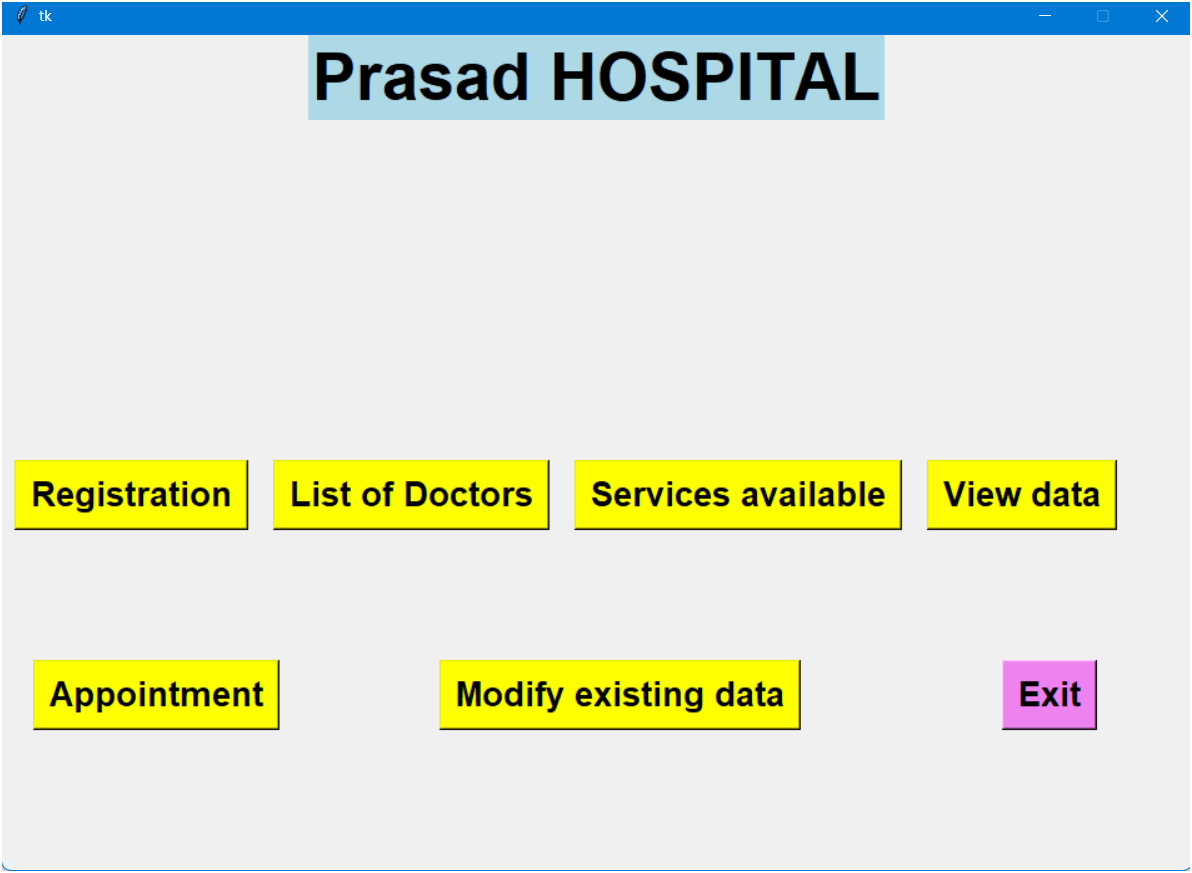 tk
Prasad HOSPITAL
Registration List of Doctors Services available View data
Appointment Modify existing data Exit